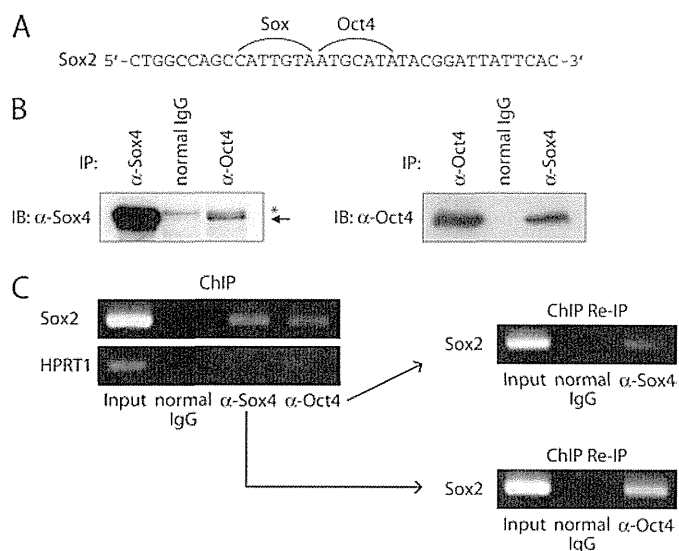 A
Sox Oct4
Sox2 5'-CTGGCCAGCCATTGTAATGCATATACGGATTATTCAC-3'
B
IP: α-Sox4 normal IgG α-Oct4
IB: α-Sox4 *
IP: α-Oct4 normal IgG α-Sox4
IB: α-Oct4
C
ChIP
Sox2
HPRT1
Input normal IgG α-Sox4 α-Oct4
ChIP Re-IP
Sox2
Input normal IgG α-Sox4
ChIP Re-IP
Sox2
Input normal IgG α-Oct4